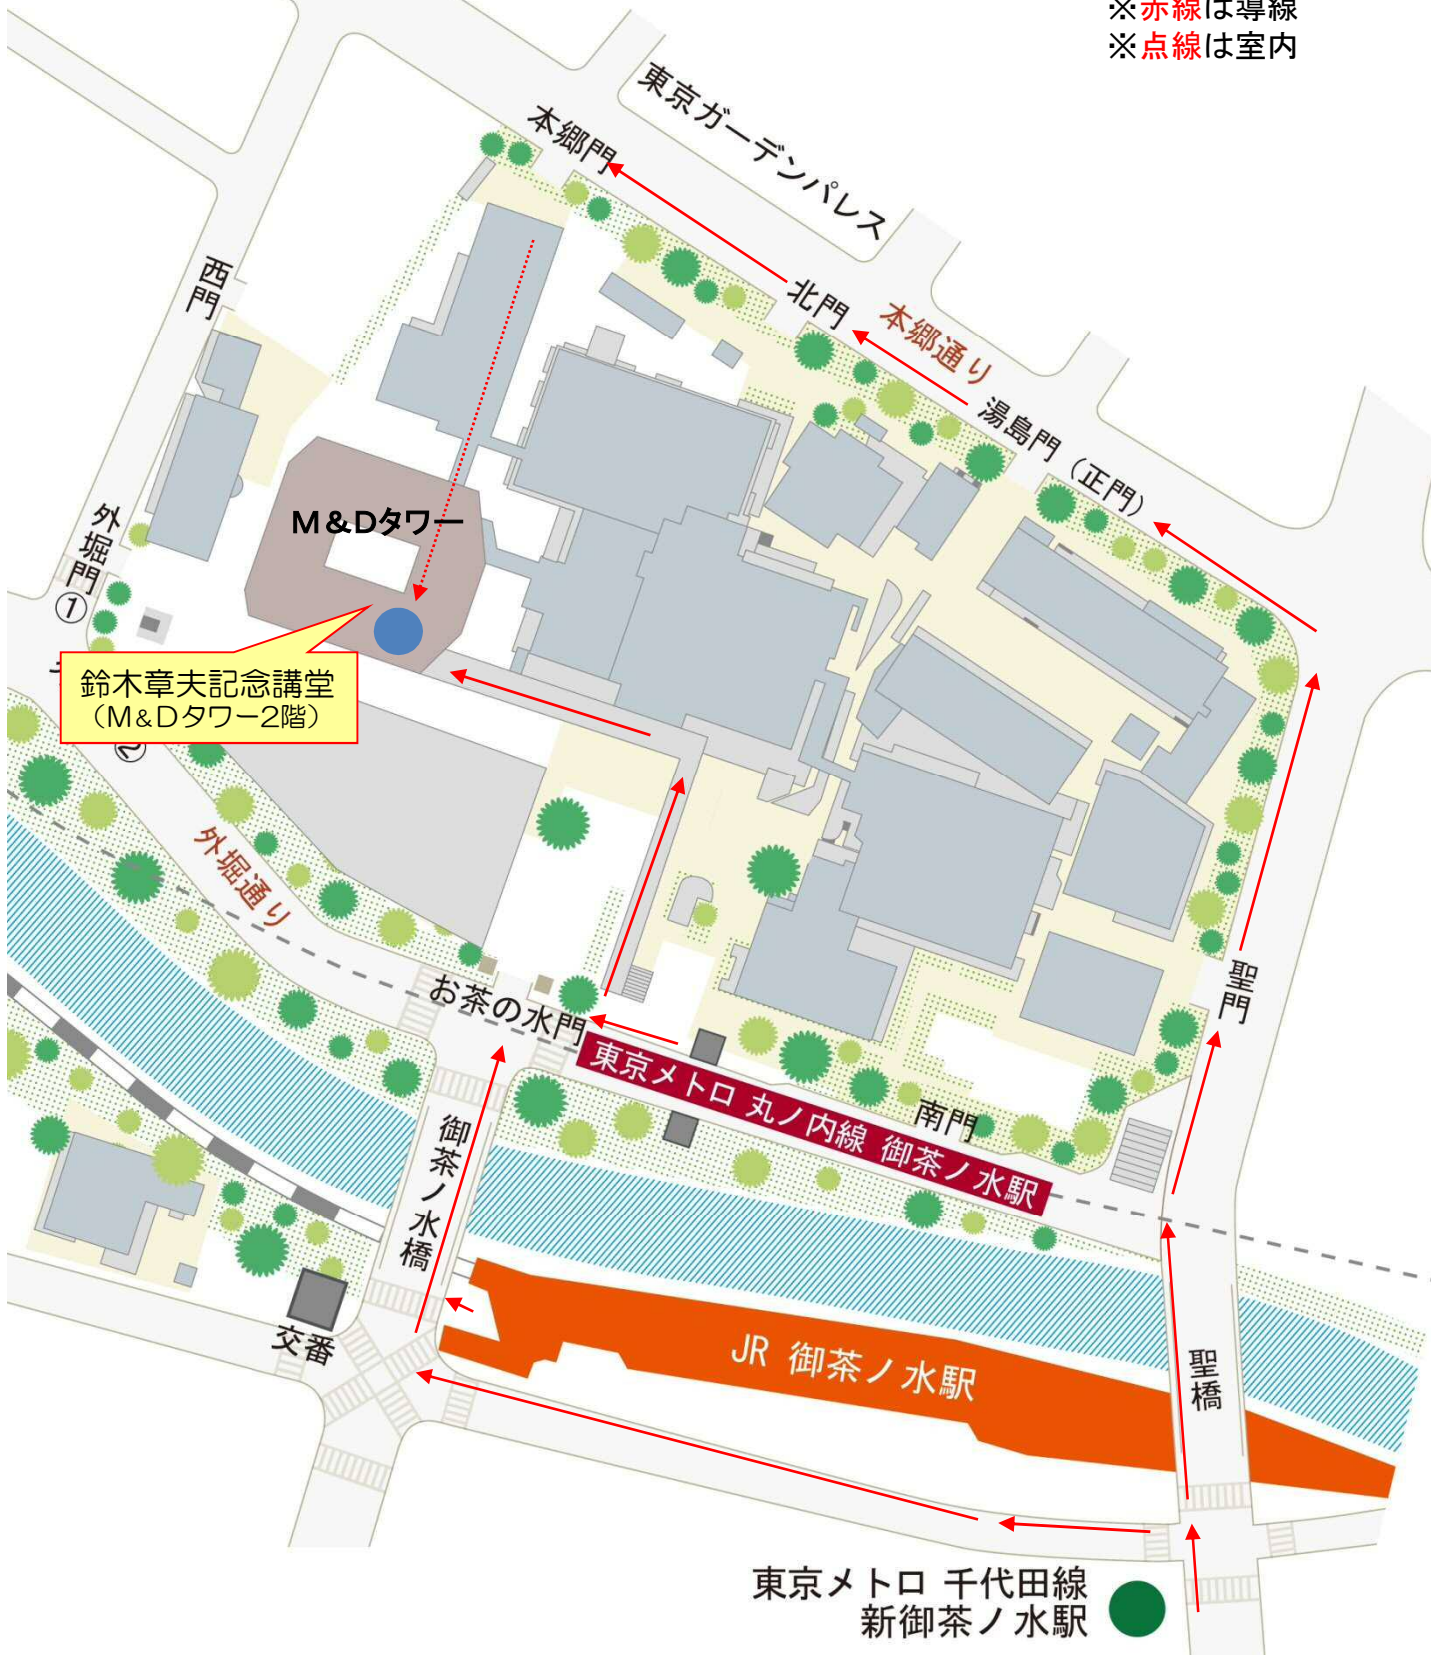 ※赤線は導線
※点線は室内
東京ガーデンパレス
本郷門
西門
北門
本郷通り
湯島門（正門）
M&Dタワー
外堀門①
鈴木章夫記念講堂
（M&Dタワー2階）
②
外堀通り
聖門
お茶の水門
東京メトロ 丸ノ内線 御茶ノ水駅
南門
御茶ノ水橋
交番
JR 御茶ノ水駅
聖橋
東京メトロ 千代田線
新御茶ノ水駅